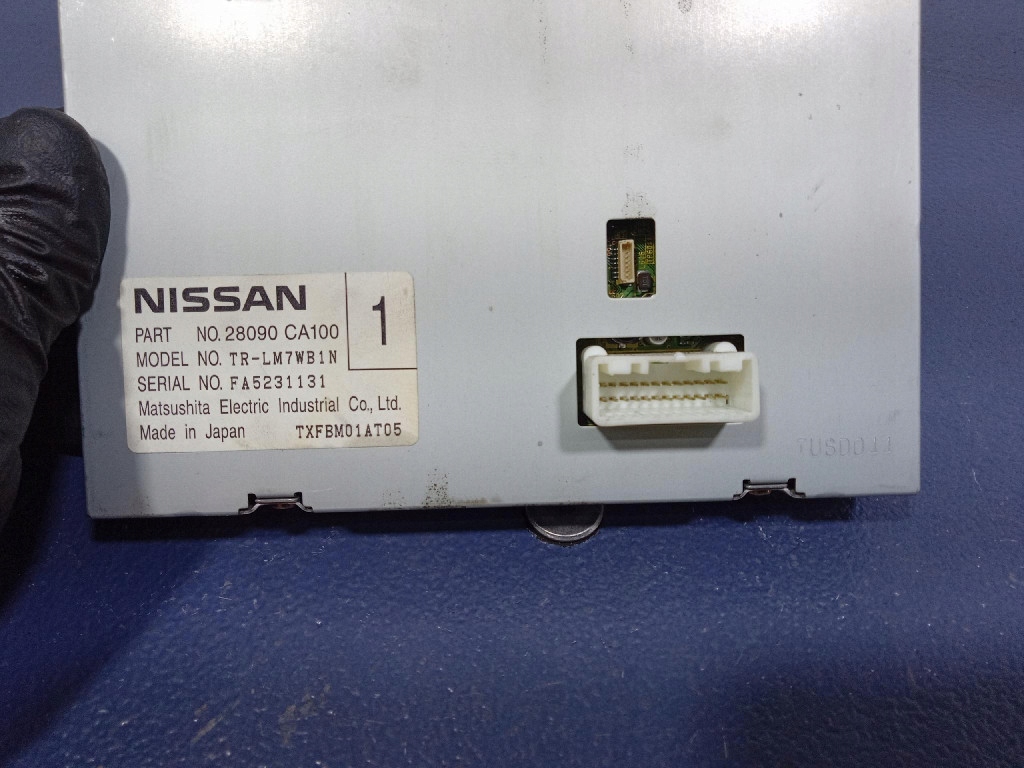 NISSAN
1
PART NO. 28090 CA100
MODEL NO. TR-LM7WB1N
SERIAL NO. FA5231131
Matsushita Electric Industrial Co., Ltd.
Made in Japan TXFBM01AT05